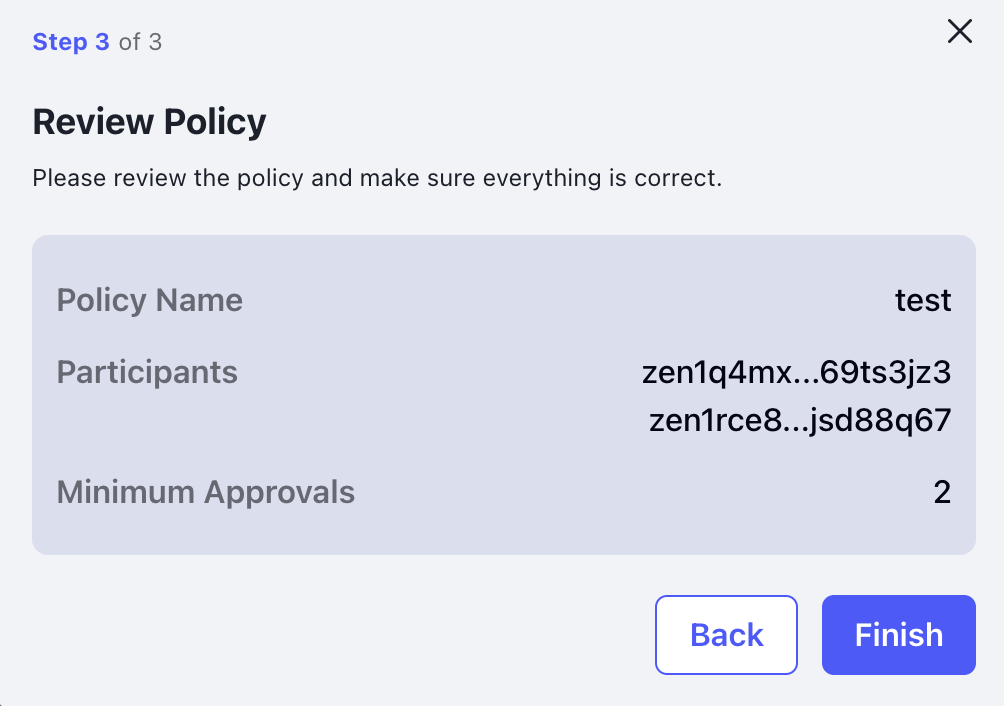 Step 3 of 3
Review Policy
Please review the policy and make sure everything is correct.
Policy Name test
Participants zen1q4mx...69ts3jz3
zen1rce8...jsd88q67
Minimum Approvals 2
Back Finish